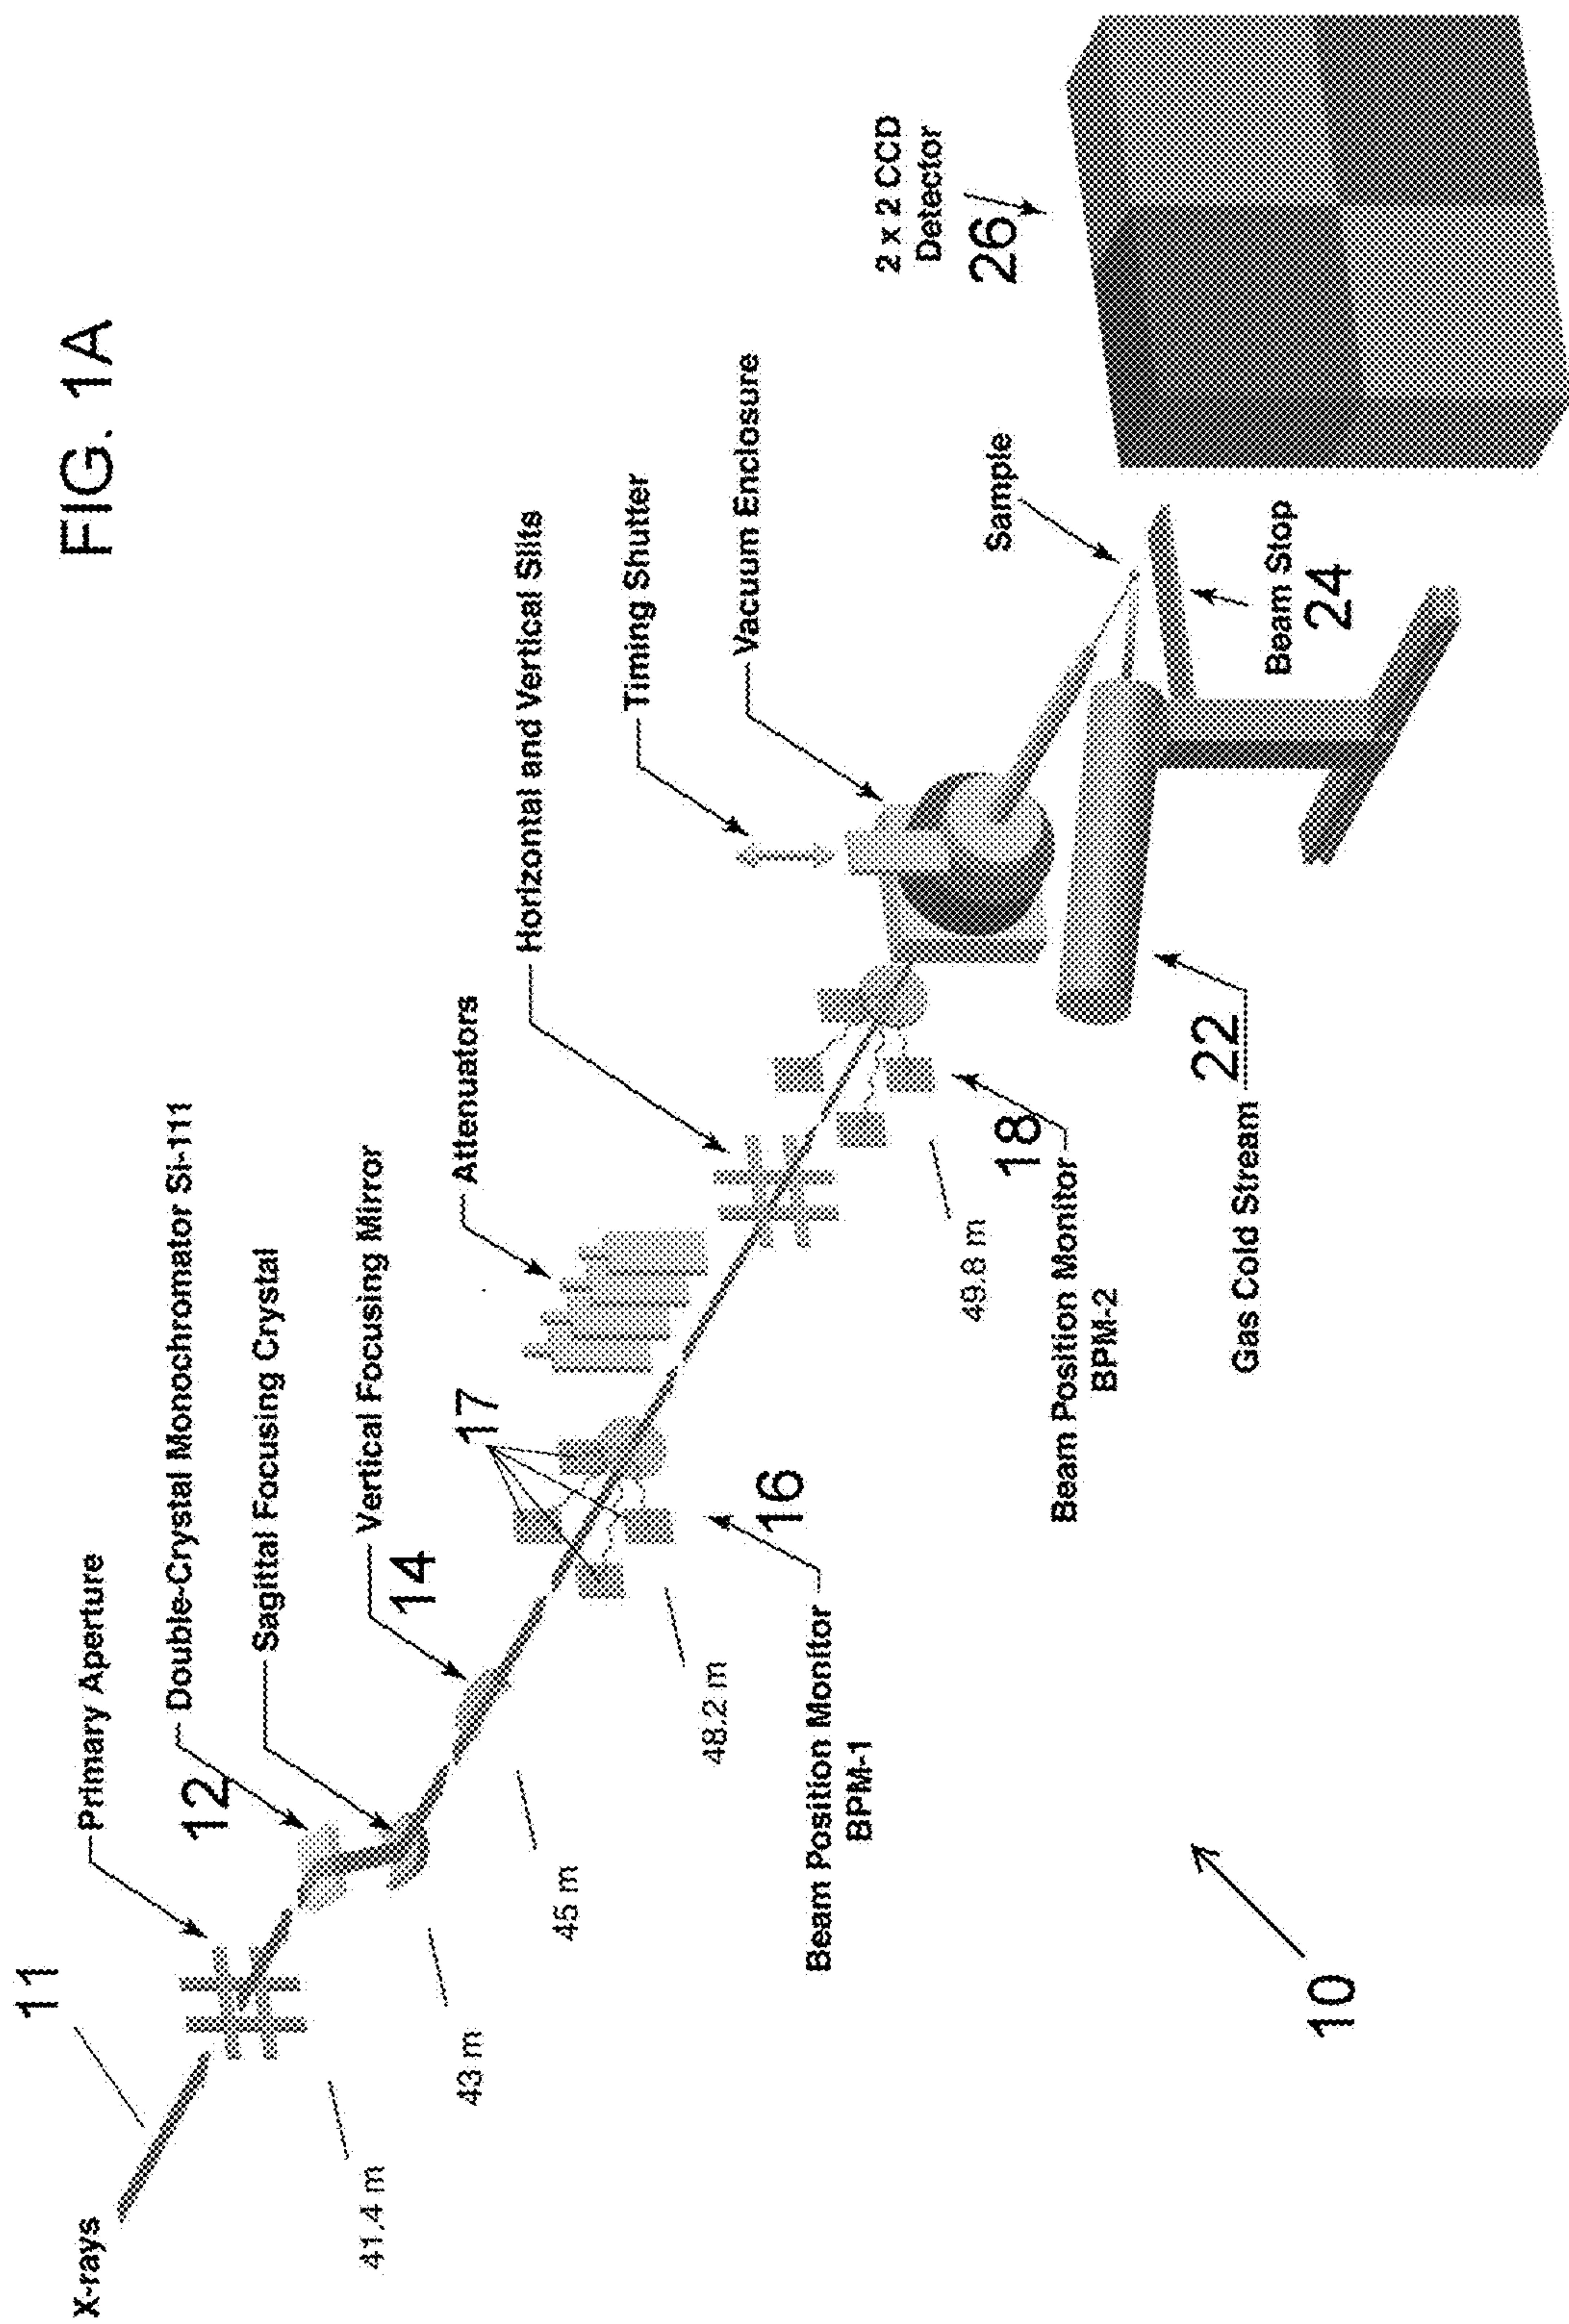 FIG. 1A
X-rays
11
Primary Aperture
12
Double-Crystal Monochromator Si-111
Sagittal Focusing Crystal
Vertical Focusing Mirror
14
17
Attenuators
Horizontal and Vertical Slits
Timing Shutter
Vacuum Enclosure
2 x 2 CCD
Detector
26
Sample
Beam Stop
24
41.4 m
43 m
45 m
48.2 m
16
Beam Position Monitor
BPM-1
49.8 m
18
Beam Position Monitor
BPM-2
22
Gas Cold Stream
10